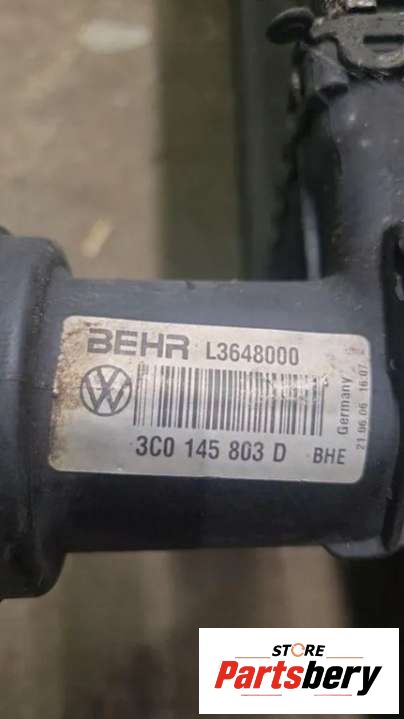 BEHR L3648000
3C0 145 803 D BHE
Germany
21.06.06 16:07
STORE
Partsbery